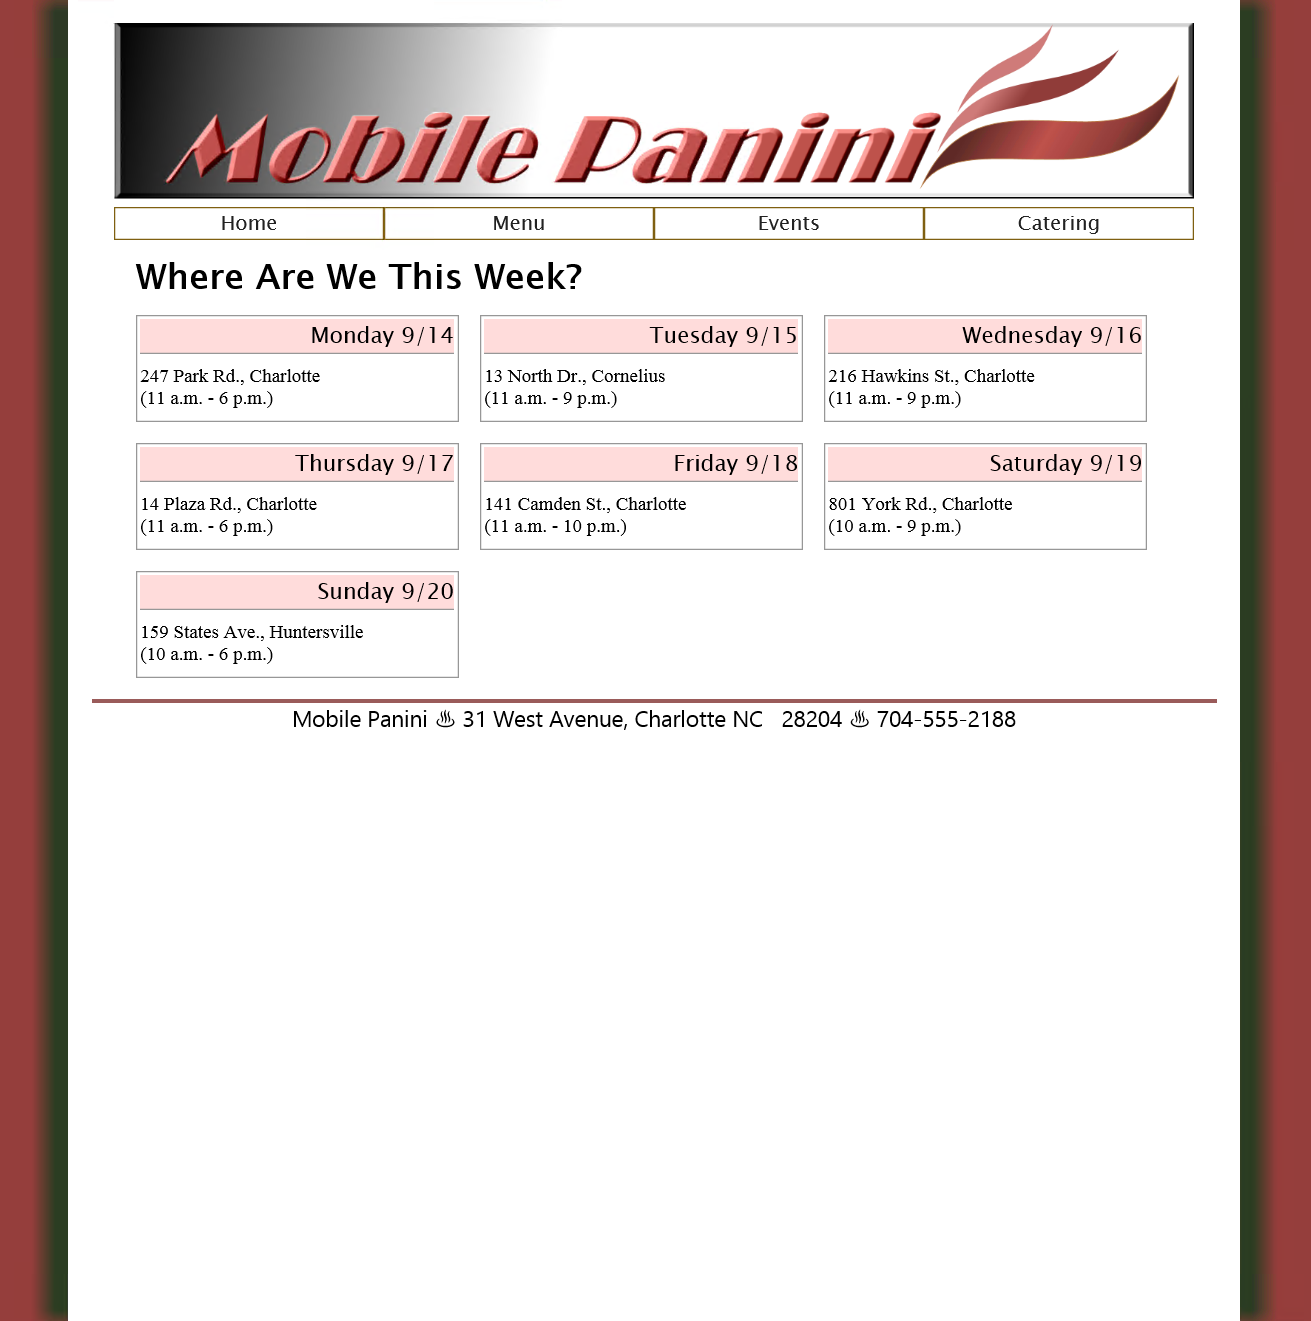 Mobile Panini
Home
Menu
Events
Catering
Where Are We This Week?
Monday 9/14
247 Park Rd., Charlotte
(11 a.m. - 6 p.m.)
Tuesday 9/15
13 North Dr., Cornelius
(11 a.m. - 9 p.m.)
Wednesday 9/16
216 Hawkins St., Charlotte
(11 a.m. - 9 p.m.)
Thursday 9/17
14 Plaza Rd., Charlotte
(11 a.m. - 6 p.m.)
Friday 9/18
141 Camden St., Charlotte
(11 a.m. - 10 p.m.)
Saturday 9/19
801 York Rd., Charlotte
(10 a.m. - 9 p.m.)
Sunday 9/20
159 States Ave., Huntersville
(10 a.m. - 6 p.m.)
Mobile Panini ♨ 31 West Avenue, Charlotte NC   28204 ♨ 704-555-2188